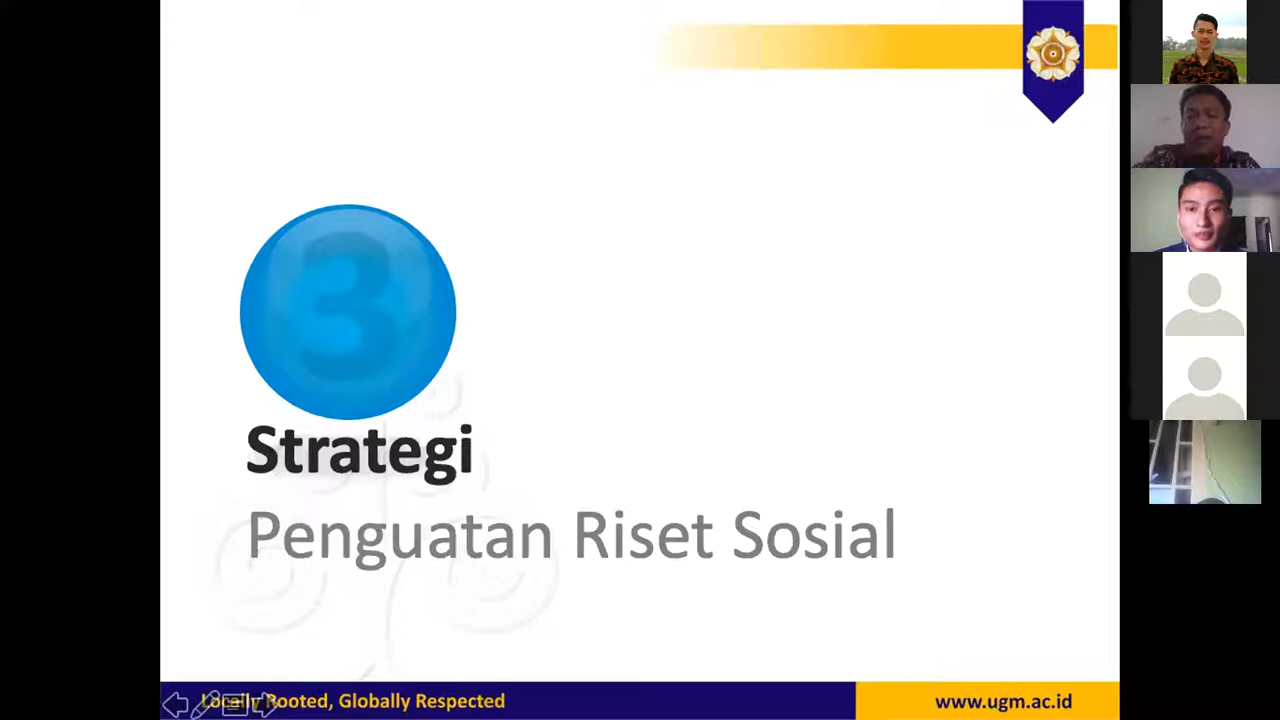 3
Strategi
Penguatan Riset Sosial
Locally Rooted, Globally Respected
www.ugm.ac.id